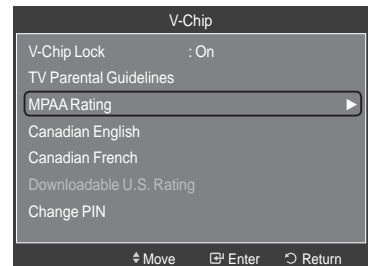 V-Chip
V-Chip Lock : On
TV Parental Guidelines
MPAA Rating
Canadian English
Canadian French
Downloadable U.S. Rating
Change PIN
Move Enter Return